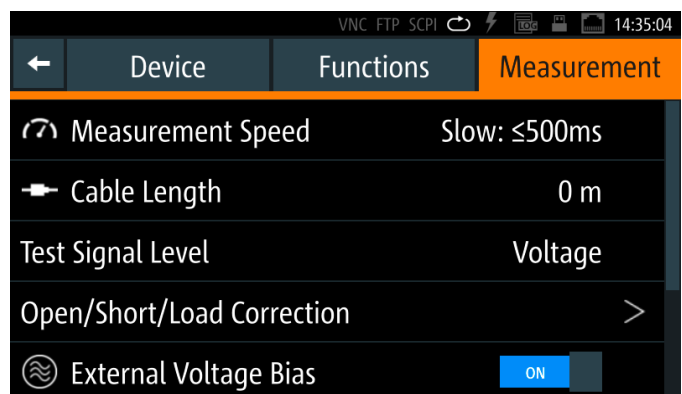 VNC FTP SCPI LOG 14:35:04
Device Functions Measurement
Measurement Speed Slow: ≤500ms
Cable Length 0 m
Test Signal Level Voltage
Open/Short/Load Correction >
External Voltage Bias ON